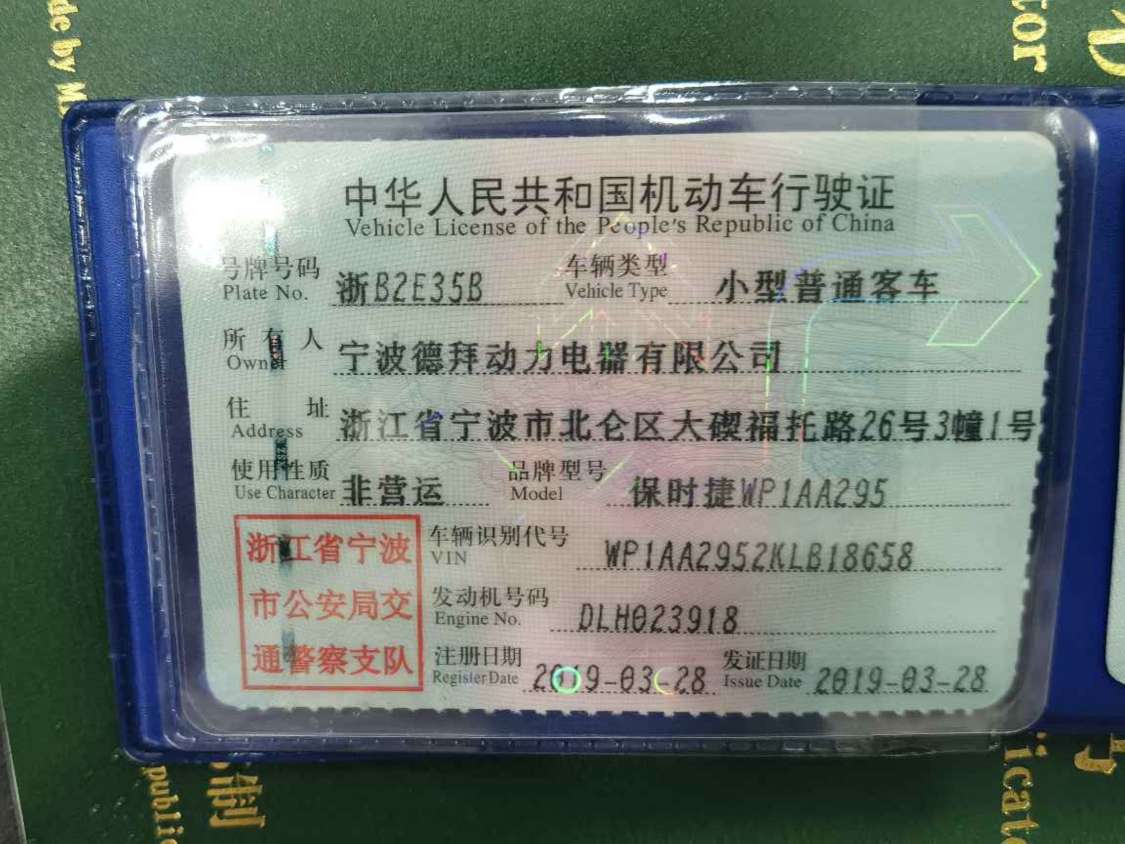 中华人民共和国机动车行驶证
Vehicle License of the People's Republic of China
号牌号码 浙B2E35B 车辆类型 小型普通客车
Plate No. Vehicle Type
所有人 宁波德拜动力电器有限公司
Owner
住址 浙江省宁波市北仑区大碶福托路26号3幢1号
Address
使用性质 非营运 品牌型号 保时捷WP1AA295
Use Character Model
浙江省宁波
市公安局交
通警察支队
车辆识别代号 WP1AA2952KLB18658
VIN
发动机号码 DLH023918
Engine No.
注册日期 2019-03-28 发证日期 2019-03-28
Register Date Issue Date
de by M
tor
icat
制
public